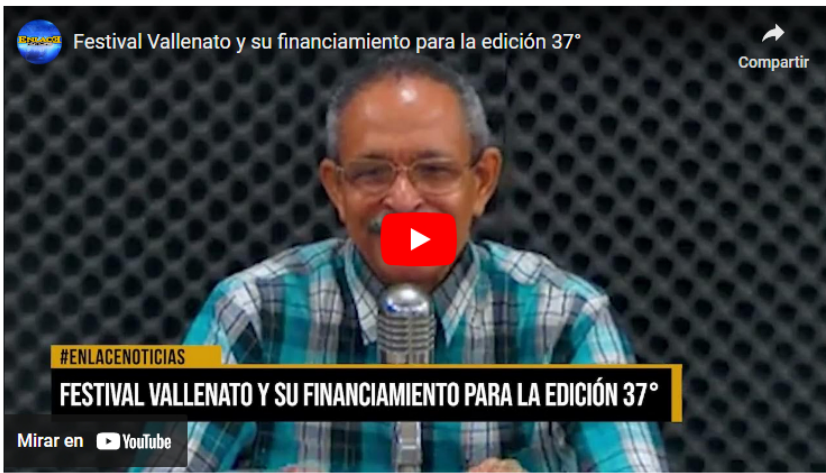 ENLACE
Festival Vallenato y su financiamiento para la edición 37°
Compartir
#ENLACENOTICIAS
FESTIVAL VALLENATO Y SU FINANCIAMIENTO PARA LA EDICIÓN 37°
Mirar en YouTube